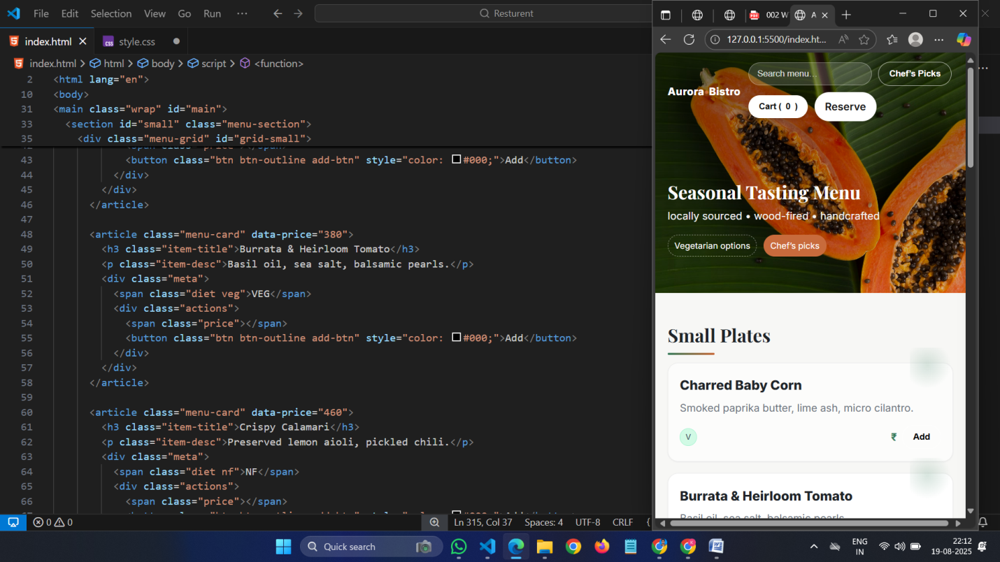 File Edit Selection View Go Run ··· Resturent
index.html style.css
index.html > html > body > script > <function>
2 <html lang="en">
10 <body>
31 <main class="wrap" id="main">
33 <section id="small" class="menu-section">
35 <div class="menu-grid" id="grid-small">
43 <button class="btn btn-outline add-btn" style="color: #000;">Add</button>
44 </div>
45 </div>
46 </article>
47
48 <article class="menu-card" data-price="380">
49 <h3 class="item-title">Burrata & Heirloom Tomato</h3>
50 <p class="item-desc">Basil oil, sea salt, balsamic pearls.</p>
51 <div class="meta">
52 <span class="diet veg">VEG</span>
53 <div class="actions">
54 <span class="price"></span>
55 <button class="btn btn-outline add-btn" style="color: #000;">Add</button>
56 </div>
57 </div>
58 </article>
59
60 <article class="menu-card" data-price="460">
61 <h3 class="item-title">Crispy Calamari</h3>
62 <p class="item-desc">Preserved lemon aioli, pickled chili.</p>
63 <div class="meta">
64 <span class="diet nf">NF</span>
65 <div class="actions">
66 <span class="price"></span>
0 0 Ln 315, Col 37 Spaces: 4 UTF-8 CRLF {
PDF 002 W A
127.0.0.1:5500/index.ht...
Search menu… Chef's Picks
Aurora Bistro
Cart ( 0 ) Reserve
Seasonal Tasting Menu
locally sourced • wood-fired • handcrafted
Vegetarian options Chef's picks
Small Plates
Charred Baby Corn
Smoked paprika butter, lime ash, micro cilantro.
V ₹ Add
Burrata & Heirloom Tomato
Basil oil, sea salt, balsamic pearls.
Quick search
ENG
IN
22:12
19-08-2025